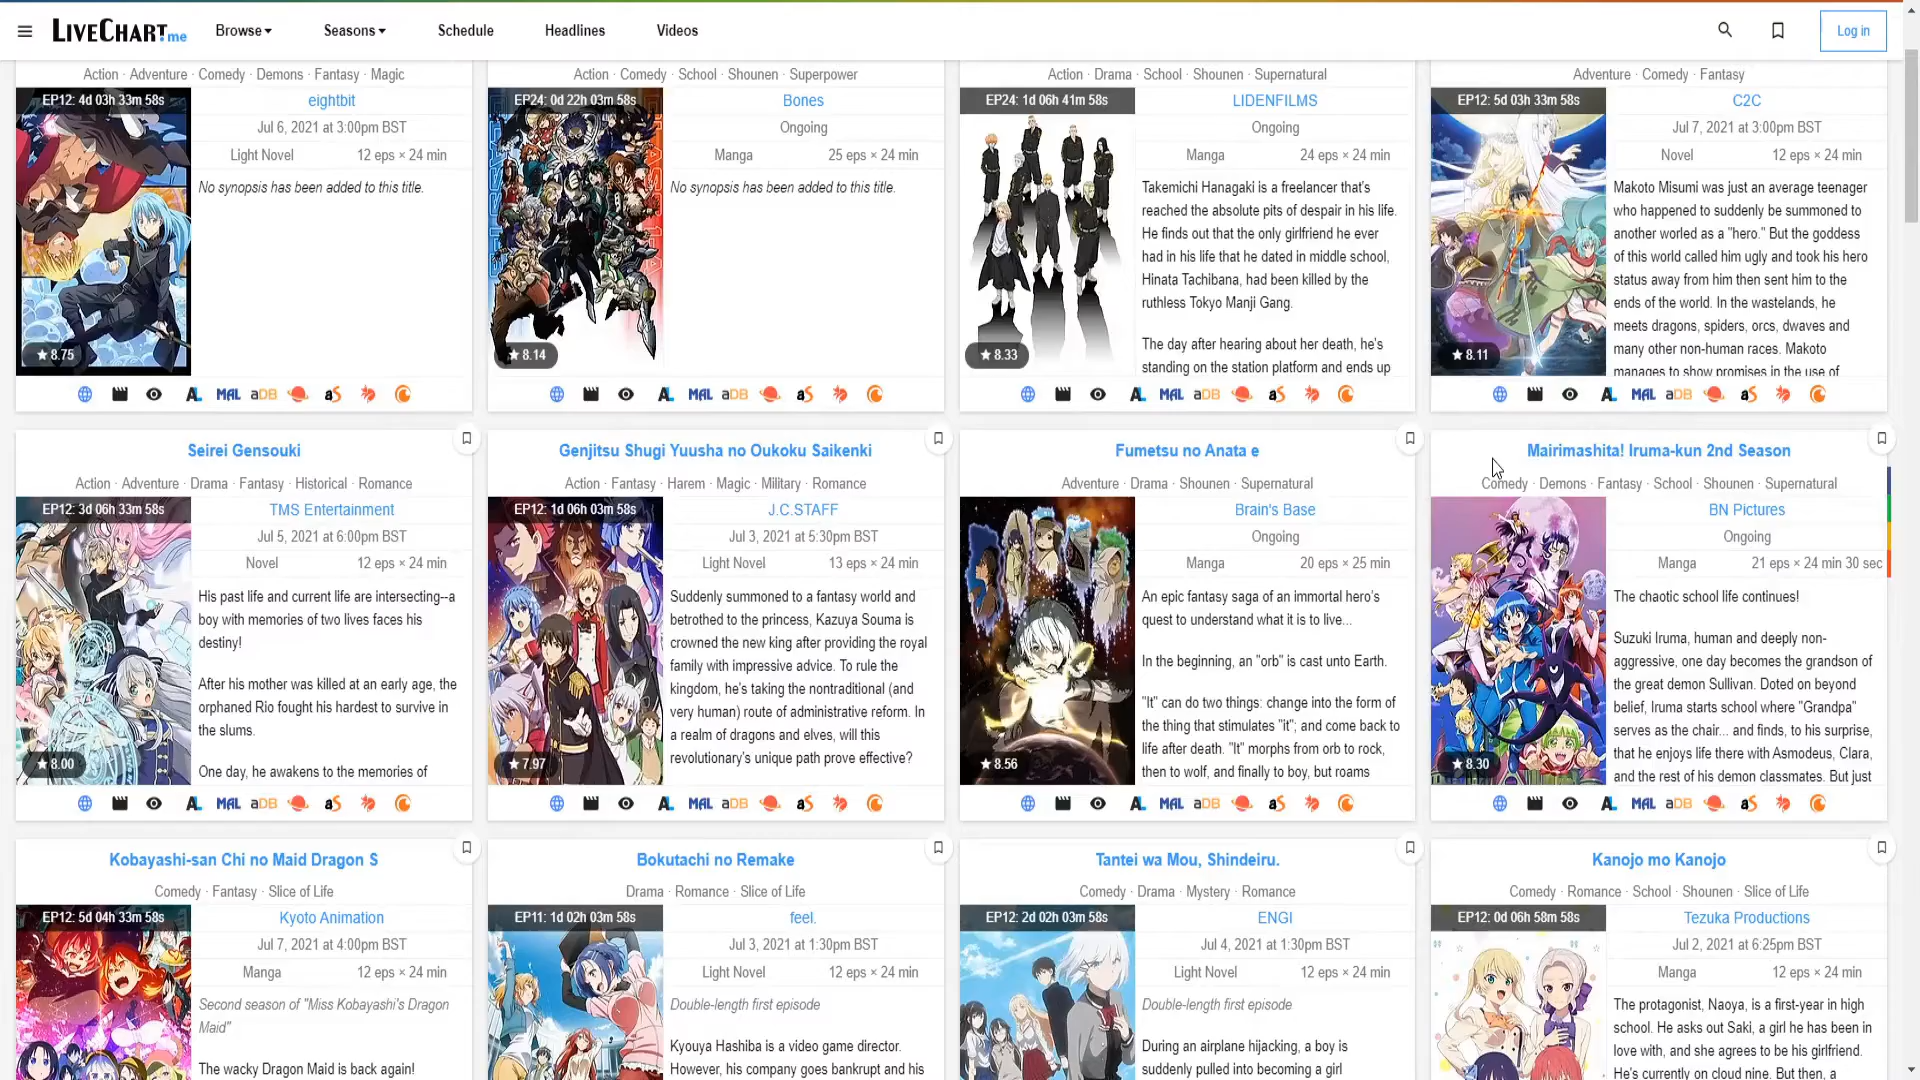 LIVECHART.me
Browse
Seasons
Schedule
Headlines
Videos
Log in
Action · Adventure · Comedy · Demons · Fantasy · Magic
EP12: 4d 03h 33m 58s
eightbit
Jul 6, 2021 at 3:00pm BST
Light Novel 12 eps × 24 min
No synopsis has been added to this title.
8.75
AL MAL aDB aS
Action · Comedy · School · Shounen · Superpower
EP24: 0d 22h 03m 58s
Bones
Ongoing
Manga 25 eps × 24 min
No synopsis has been added to this title.
8.14
AL MAL aDB aS
Action · Drama · School · Shounen · Supernatural
EP24: 1d 06h 41m 58s
LIDENFILMS
Ongoing
Manga 24 eps × 24 min
Takemichi Hanagaki is a freelancer that's
reached the absolute pits of despair in his life.
He finds out that the only girlfriend he ever
had in his life that he dated in middle school,
Hinata Tachibana, had been killed by the
ruthless Tokyo Manji Gang.
The day after hearing about her death, he's
standing on the station platform and ends up
8.33
AL MAL aDB aS
Adventure · Comedy · Fantasy
EP12: 5d 03h 33m 58s
C2C
Jul 7, 2021 at 3:00pm BST
Novel 12 eps × 24 min
Makoto Misumi was just an average teenager
who happened to suddenly be summoned to
another worled as a "hero." But the goddess
of this world called him ugly and took his hero
status away from him then sent him to the
ends of the world. In the wastelands, he
meets dragons, spiders, orcs, dwaves and
many other non-human races. Makoto
manages to show promises in the use of
8.11
AL MAL aDB aS
Seirei Gensouki
Action · Adventure · Drama · Fantasy · Historical · Romance
EP12: 3d 06h 33m 58s
TMS Entertainment
Jul 5, 2021 at 6:00pm BST
Novel 12 eps × 24 min
His past life and current life are intersecting--a
boy with memories of two lives faces his
destiny!
After his mother was killed at an early age, the
orphaned Rio fought his hardest to survive in
the slums.
One day, he awakens to the memories of
8.00
AL MAL aDB aS
Genjitsu Shugi Yuusha no Oukoku Saikenki
Action · Fantasy · Harem · Magic · Military · Romance
EP12: 1d 06h 03m 58s
J.C.STAFF
Jul 3, 2021 at 5:30pm BST
Light Novel 13 eps × 24 min
Suddenly summoned to a fantasy world and
betrothed to the princess, Kazuya Souma is
crowned the new king after providing the royal
family with impressive advice. To rule the
kingdom, he's taking the nontraditional (and
very human) route of administrative reform. In
a realm of dragons and elves, will this
revolutionary's unique path prove effective?
7.97
AL MAL aDB aS
Fumetsu no Anata e
Adventure · Drama · Shounen · Supernatural
Brain's Base
Ongoing
Manga 20 eps × 25 min
An epic fantasy saga of an immortal hero's
quest to understand what it is to live...
In the beginning, an "orb" is cast unto Earth.
"It" can do two things: change into the form of
the thing that stimulates "it"; and come back to
life after death. "It" morphs from orb to rock,
then to wolf, and finally to boy, but roams
8.56
AL MAL aDB aS
Mairimashita! Iruma-kun 2nd Season
Comedy · Demons · Fantasy · School · Shounen · Supernatural
BN Pictures
Ongoing
Manga 21 eps × 24 min 30 sec
The chaotic school life continues!
Suzuki Iruma, human and deeply non-
aggressive, one day becomes the grandson of
the great demon Sullivan. Doted on beyond
belief, Iruma starts school where "Grandpa"
serves as the chair... and finds, to his surprise,
that he enjoys life there with Asmodeus, Clara,
and the rest of his demon classmates. But just
8.30
AL MAL aDB aS
Kobayashi-san Chi no Maid Dragon S
Comedy · Fantasy · Slice of Life
EP12: 5d 04h 33m 58s
Kyoto Animation
Jul 7, 2021 at 4:00pm BST
Manga 12 eps × 24 min
Second season of "Miss Kobayashi's Dragon
Maid"
The wacky Dragon Maid is back again!
Bokutachi no Remake
Drama · Romance · Slice of Life
EP11: 1d 02h 03m 58s
feel.
Jul 3, 2021 at 1:30pm BST
Light Novel 12 eps × 24 min
Double-length first episode
Kyouya Hashiba is a video game director.
However, his company goes bankrupt and his
Tantei wa Mou, Shindeiru.
Comedy · Drama · Mystery · Romance
EP12: 2d 02h 03m 58s
ENGI
Jul 4, 2021 at 1:30pm BST
Light Novel 12 eps × 24 min
Double-length first episode
During an airplane hijacking, a boy is
suddenly pulled into becoming a girl
Kanojo mo Kanojo
Comedy · Romance · School · Shounen · Slice of Life
EP12: 0d 06h 58m 58s
Tezuka Productions
Jul 2, 2021 at 6:25pm BST
Manga 12 eps × 24 min
The protagonist, Naoya, is a first-year in high
school. He asks out Saki, a girl he has been in
love with, and she agrees to be his girlfriend.
He's currently on cloud nine. But then, a